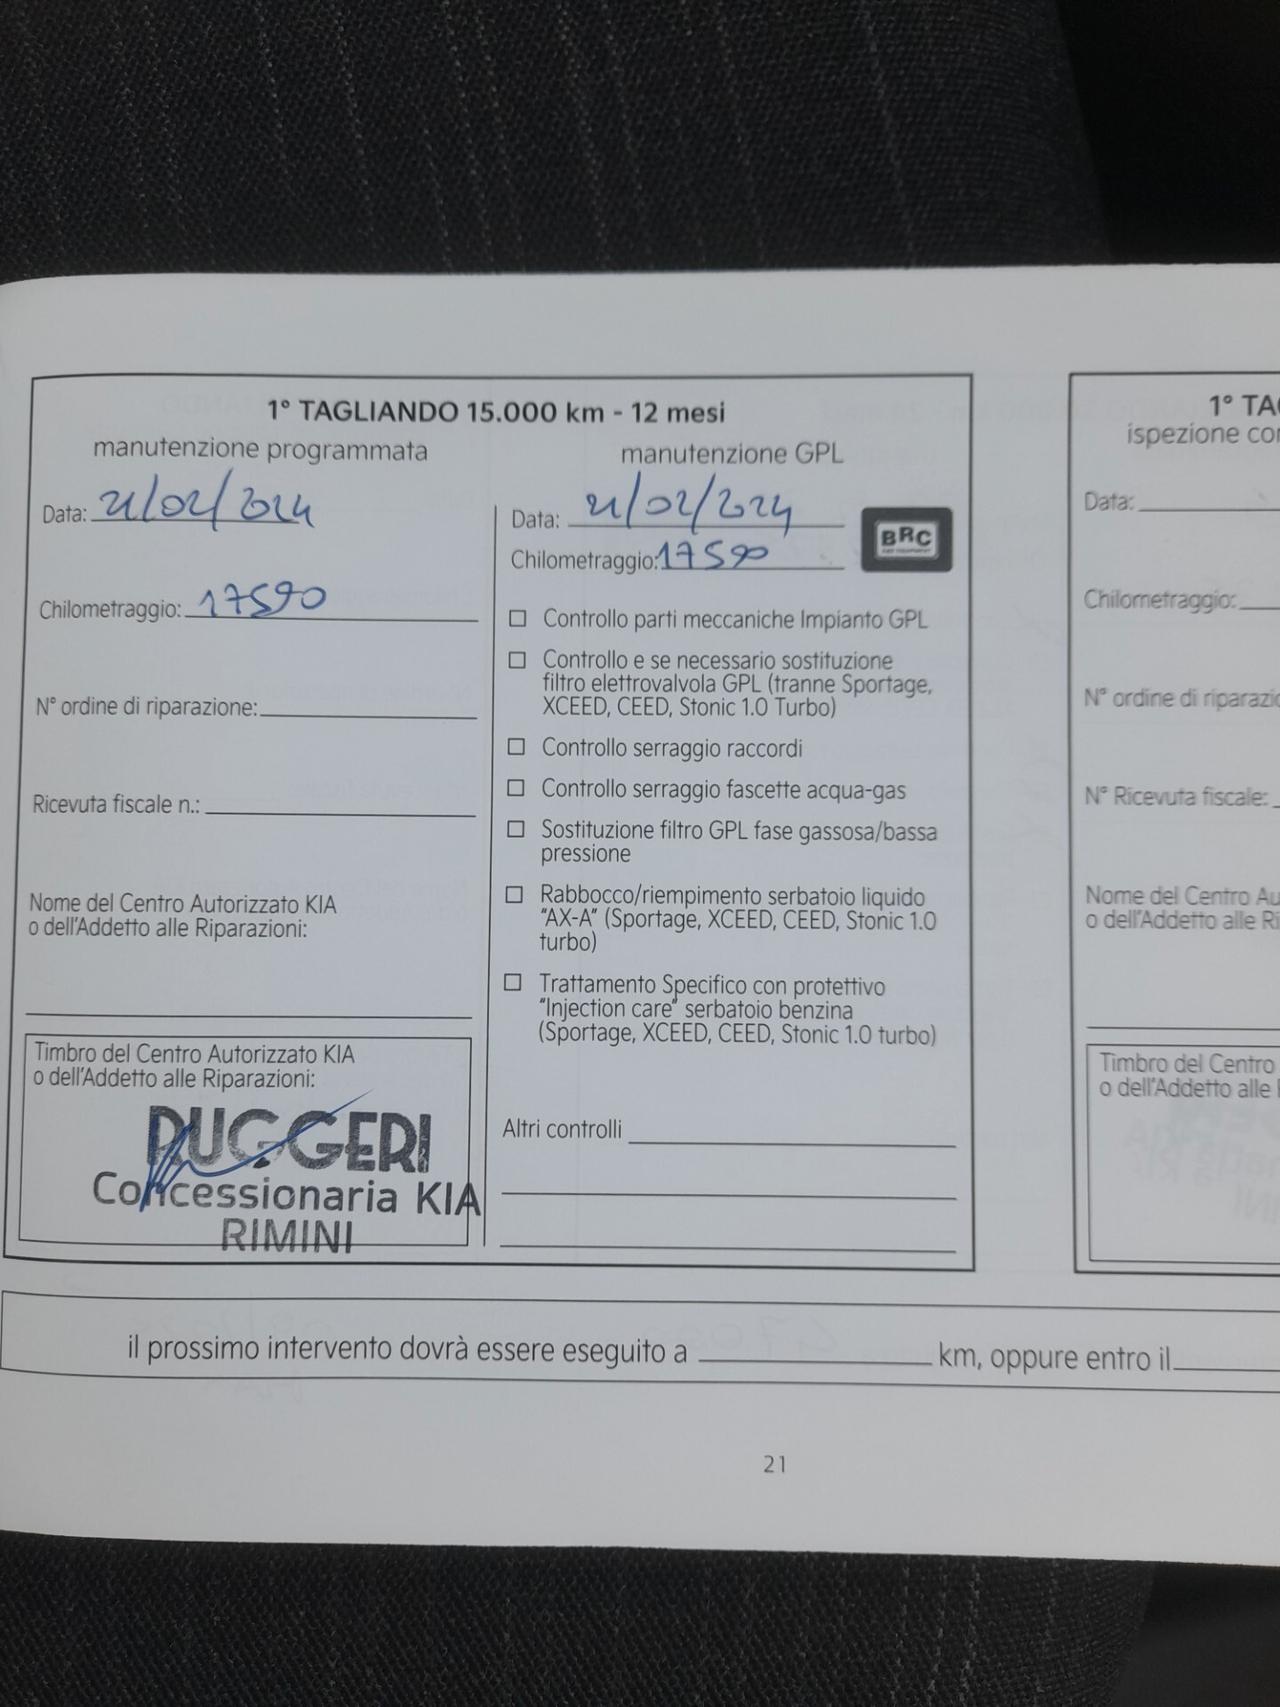 1° TAGLIANDO 15.000 km - 12 mesi
manutenzione programmata
Data: 21/02/2024
Chilometraggio: 17590
N° ordine di riparazione:
Ricevuta fiscale n.:
Nome del Centro Autorizzato KIA
o dell'Addetto alle Riparazioni:
Timbro del Centro Autorizzato KIA
o dell'Addetto alle Riparazioni:
RUGGERI
Concessionaria KIA
RIMINI
manutenzione GPL
Data: 21/02/2024
Chilometraggio: 17590
BRC
Controllo parti meccaniche Impianto GPL
Controllo e se necessario sostituzione
filtro elettrovalvola GPL (tranne Sportage,
XCEED, CEED, Stonic 1.0 Turbo)
Controllo serraggio raccordi
Controllo serraggio fascette acqua-gas
Sostituzione filtro GPL fase gassosa/bassa
pressione
Rabbocco/riempimento serbatoio liquido
"AX-A" (Sportage, XCEED, CEED, Stonic 1.0
turbo)
Trattamento Specifico con protettivo
"Injection care" serbatoio benzina
(Sportage, XCEED, CEED, Stonic 1.0 turbo)
Altri controlli
1° TA
ispezione
Data:
Chilometraggio:
N° ordine di
N° Ricevuta fiscale:
Nome del Centro
o dell'Addetto alle
Timbro del Centro
o dell'Addetto alle
il prossimo intervento dovrà essere eseguito a km, oppure entro il
21